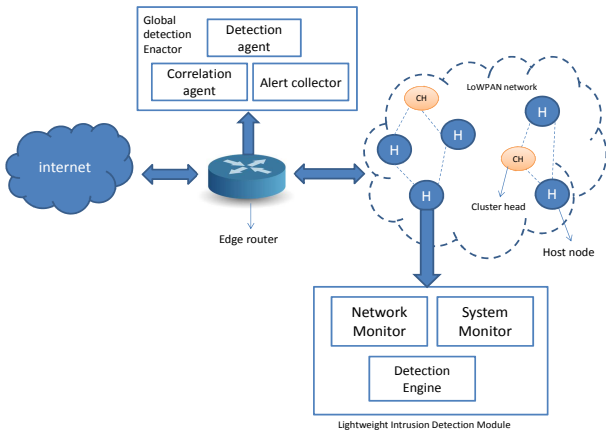 Global
detection
Enactor
Detection
agent
Correlation
agent
Alert collector
LoWPAN network
CH
H
H
H
CH
H
H
internet
Cluster head
Edge router
Host node
Network
Monitor
System
Monitor
Detection
Engine
Lightweight Intrusion Detection Module